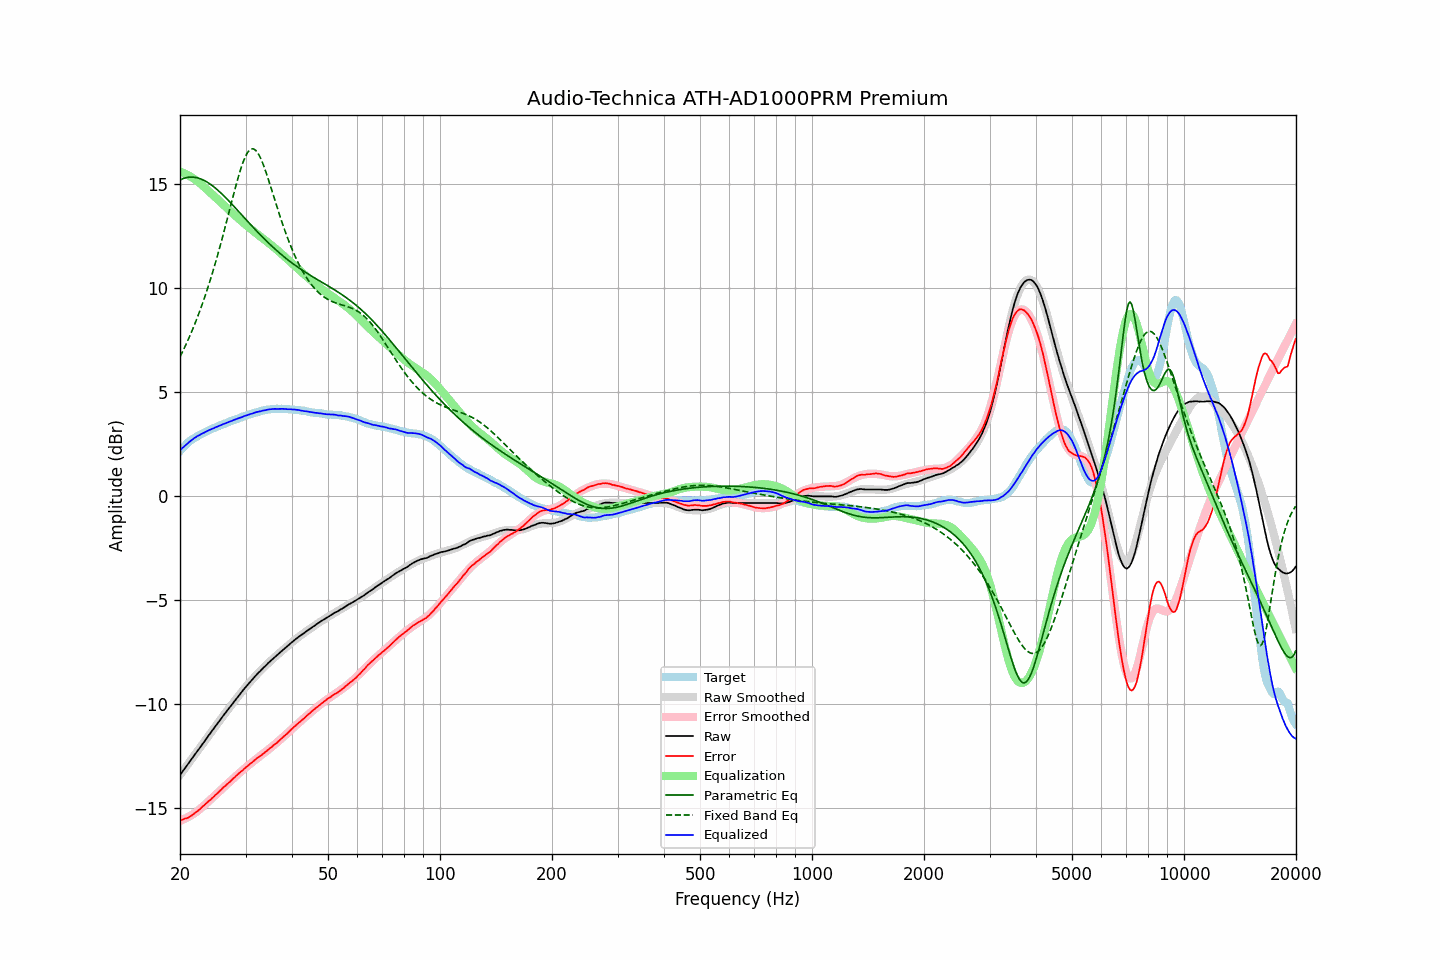 Audio-Technica ATH-AD1000PRM Premium
Amplitude (dBr)
15
10
5
0
−5
−10
−15
Target
Raw Smoothed
Error Smoothed
Raw
Error
Equalization
Parametric Eq
Fixed Band Eq
Equalized
20 50 100 200 500 1000 2000 5000 10000 20000
Frequency (Hz)